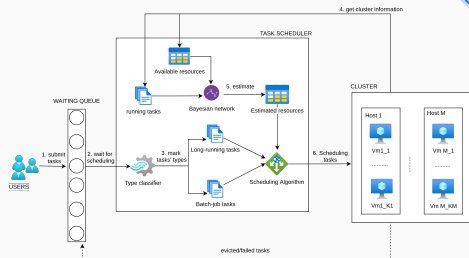 4. get cluster information
TASK SCHEDULER
Available resources
5. estimate
CLUSTER
running tasks
Bayesian network
Estimated resources
WAITING QUEUE
Host 1
Host M
Vm1_1
Vm M_1
1. submit
tasks
2. wait for
scheduling
3. mark
tasks' types
Long-running tasks
6. Scheduling
tasks
USERS
Type classifier
Scheduling Algorithm
Batch-job tasks
Vm1_K1
Vm M_KM
evicted/failed tasks